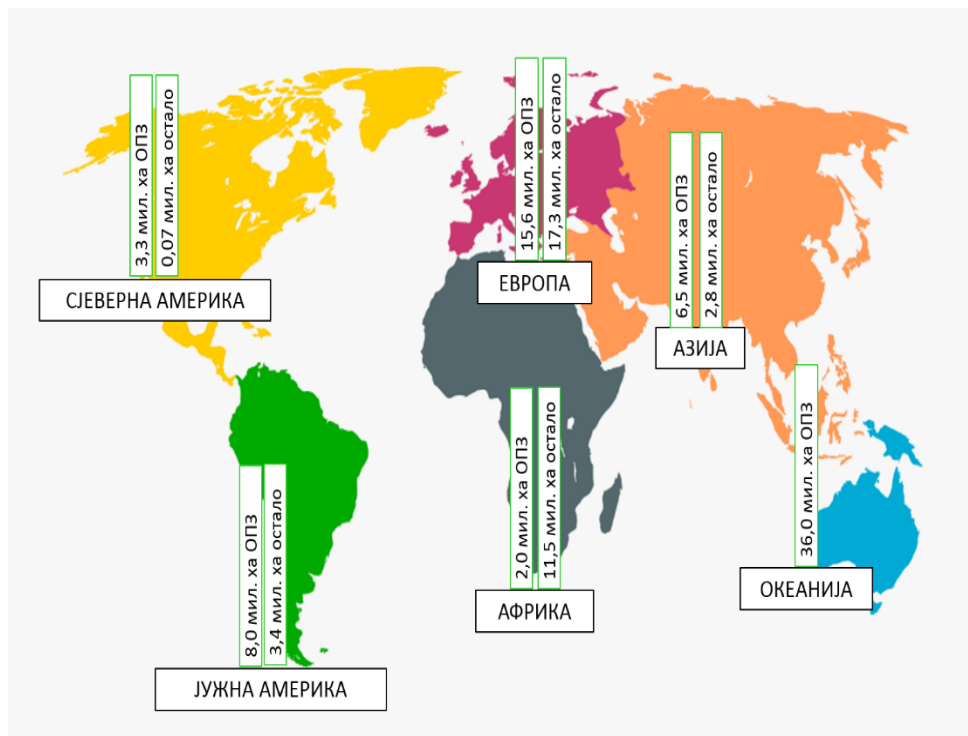 3,3 мил. ха ОПЗ
0,07 мил. ха остало
СЈЕВЕРНА АМЕРИКА
15,6 мил. ха ОПЗ
17,3 мил. ха остало
ЕВРОПА
6,5 мил. ха ОПЗ
2,8 мил. ха остало
АЗИЈА
8,0 мил. ха ОПЗ
3,4 мил. ха остало
ЈУЖНА АМЕРИКА
2,0 мил. ха ОПЗ
11,5 мил. ха остало
АФРИКА
36,0 мил. ха ОПЗ
ОКЕАНИЈА